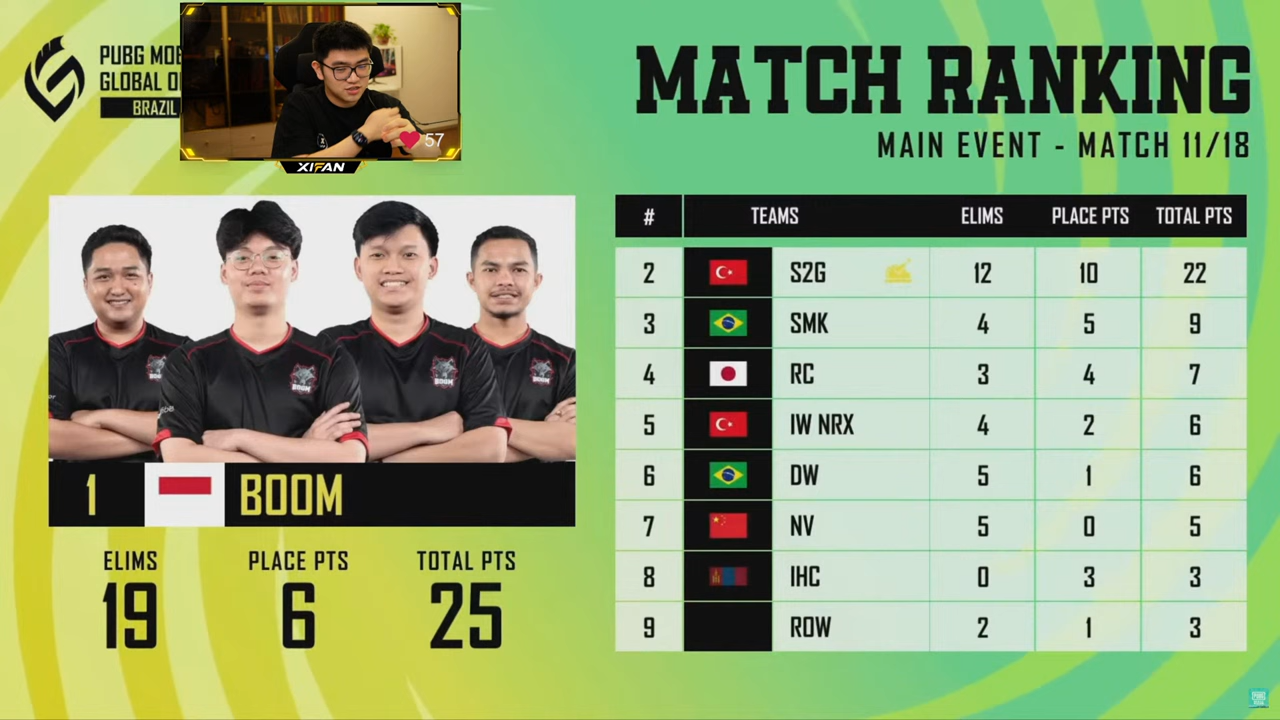 PUBG MOB
GLOBAL O
BRAZIL
57
XIFAN
MATCH RANKING
MAIN EVENT - MATCH 11/18
BOOM
BOOM
BOOM
1 BOOM
ELIMS PLACE PTS TOTAL PTS
19 6 25
# TEAMS ELIMS PLACE PTS TOTAL PTS
2 S2G 12 10 22
3 SMK 4 5 9
4 RC 3 4 7
5 IW NRX 4 2 6
6 DW 5 1 6
7 NV 5 0 5
8 IHC 0 3 3
9 ROW 2 1 3